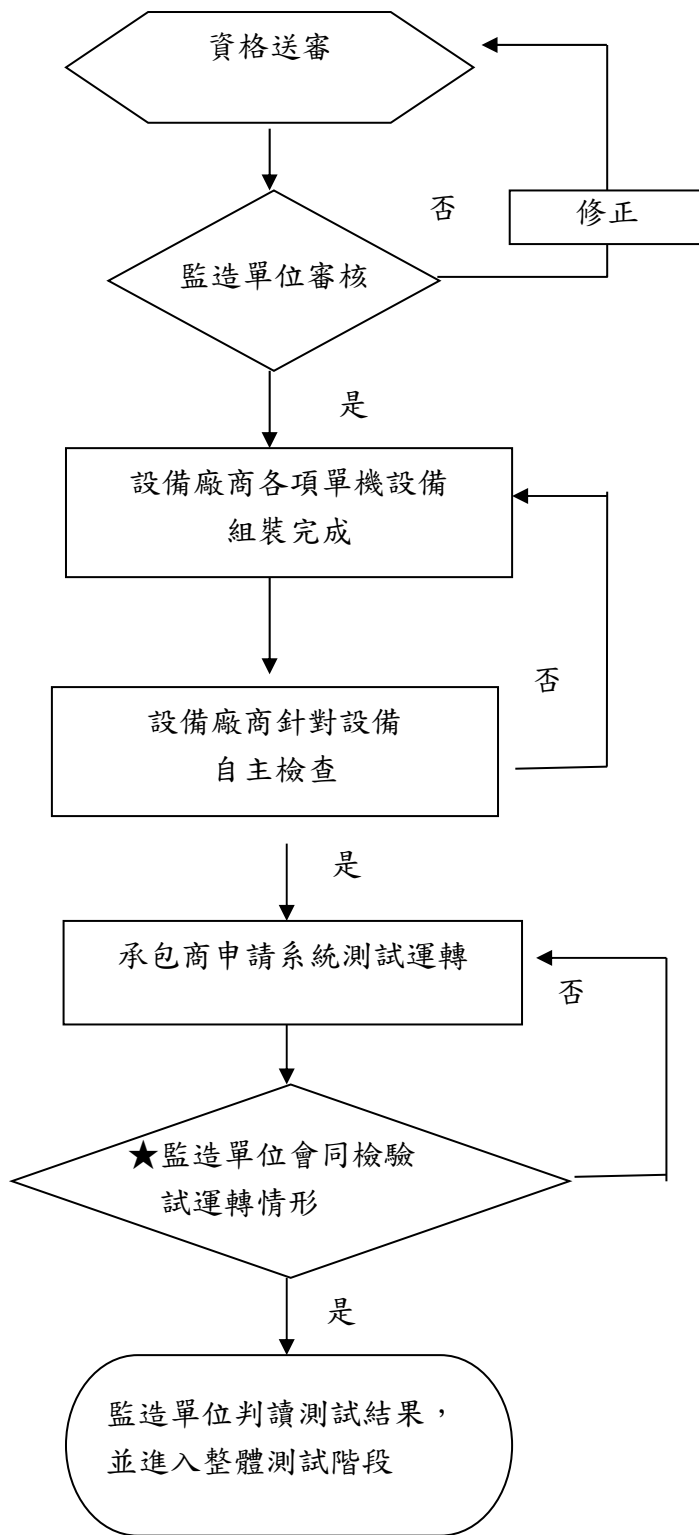 資格送審
否
修正
監造單位審核
是
設備廠商各項單機設備
組裝完成
否
設備廠商針對設備
自主檢查
是
承包商申請系統測試運轉
否
★監造單位會同檢驗
試運轉情形
是
監造單位判讀測試結果，
並進入整體測試階段